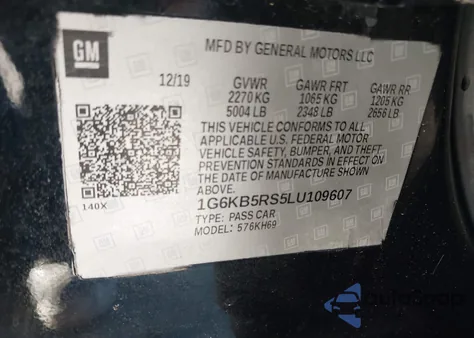 GM
MFD BY GENERAL MOTORS LLC
12/19 GVWR GAWR FRT GAWR RR
2270 KG 1065 KG 1205 KG
5004 LB 2348 LB 2656 LB
THIS VEHICLE CONFORMS TO ALL
APPLICABLE U.S. FEDERAL MOTOR
VEHICLE SAFETY, BUMPER, AND THEFT
PREVENTION STANDARDS IN EFFECT ON THE
DATE OF MANUFACTURE SHOWN
ABOVE.
140X
1G6KB5RS5LU109607
TYPE: PASS CAR
MODEL: 576KH69